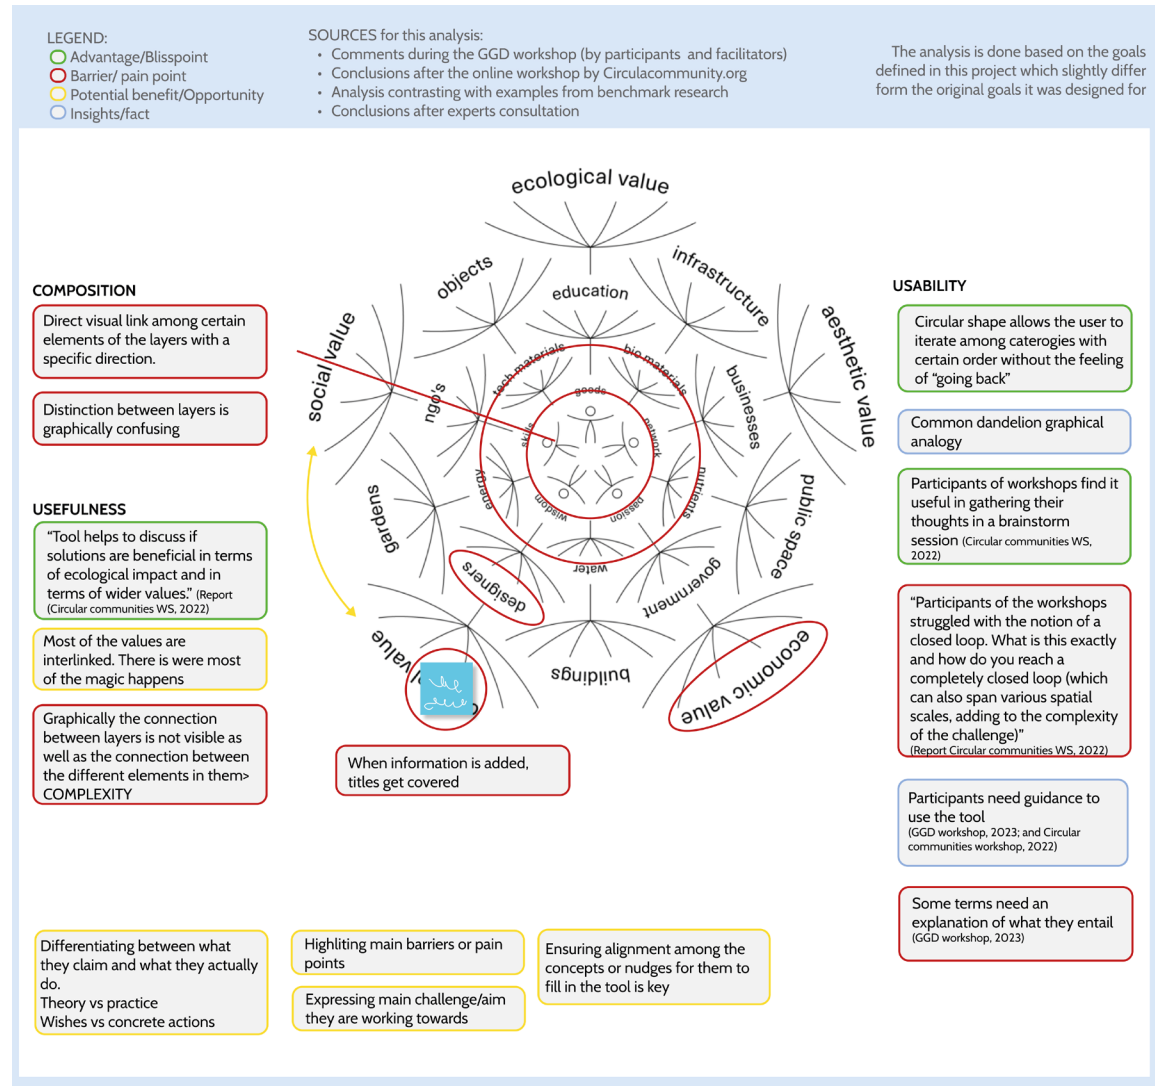 LEGEND:
Advantage/Blisspoint
Barrier/ pain point
Potential benefit/Opportunity
Insights/fact
SOURCES for this analysis:
• Comments during the GGD workshop (by participants and facilitators)
• Conclusions after the online workshop by Circulacommunity.org
• Analysis contrasting with examples from benchmark research
• Conclusions after experts consultation
The analysis is done based on the goals
defined in this project which slightly differ
form the original goals it was designed for
COMPOSITION
Direct visual link among certain
elements of the layers with a
specific direction.
Distinction between layers is
graphically confusing
USEFULNESS
“Tool helps to discuss if
solutions are beneficial in terms
of ecological impact and in
terms of wider values.” (Report
(Circular communities WS, 2022)
Most of the values are
interlinked. There is were most
of the magic happens
Graphically the connection
between layers is not visible as
well as the connection between
the different elements in them>
COMPLEXITY
ecological value
objects
infrastructure
education
social value
aesthetic value
tech materials
bio materials
ngo's
businesses
goods
skills
network
energy
nutrients
wisdom
passion
gardens
public space
water
designers
government
value
buildings
economic value
When information is added,
titles get covered
USABILITY
Circular shape allows the user to
iterate among caterogies with
certain order without the feeling
of “going back”
Common dandelion graphical
analogy
Participants of workshops find it
useful in gathering their
thoughts in a brainstorm
session (Circular communities WS,
2022)
“Participants of the workshops
struggled with the notion of a
closed loop. What is this exactly
and how do you reach a
completely closed loop (which
can also span various spatial
scales, adding to the complexity
of the challenge)”
(Report Circular communities WS, 2022)
Participants need guidance to
use the tool
(GGD workshop, 2023; and Circular
communities workshop, 2022)
Some terms need an
explanation of what they entail
(GGD workshop, 2023)
Differentiating between what
they claim and what they actually
do.
Theory vs practice
Wishes vs concrete actions
Highliting main barriers or pain
points
Expressing main challenge/aim
they are working towards
Ensuring alignment among the
concepts or nudges for them to
fill in the tool is key